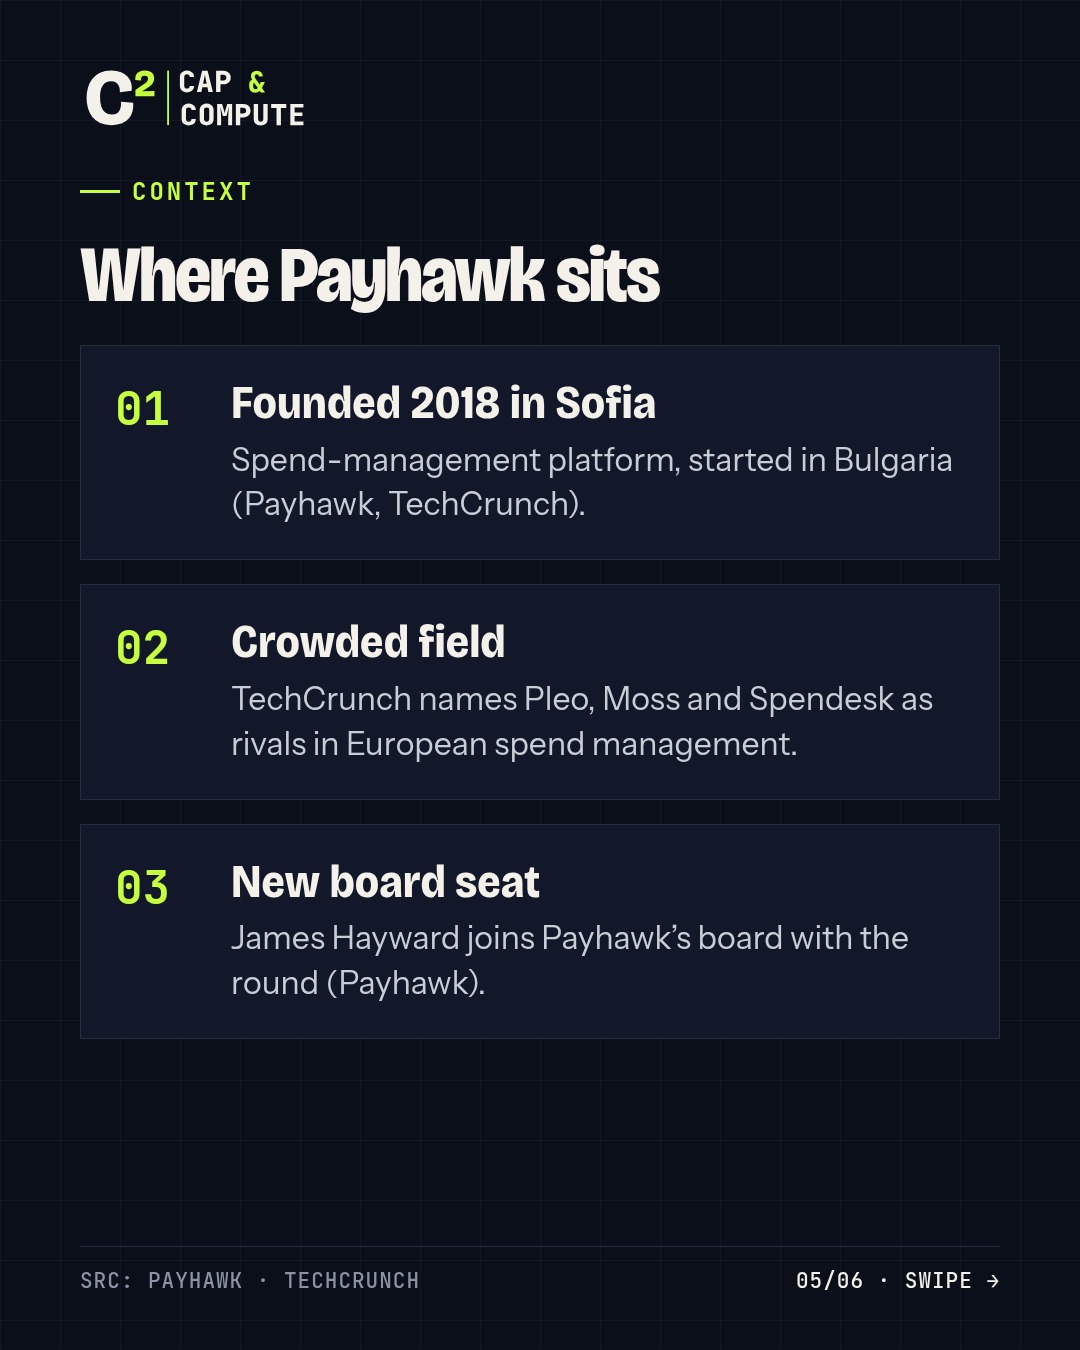 C² CAP &
COMPUTE
CONTEXT
Where Payhawk sits
01 Founded 2018 in Sofia
Spend-management platform, started in Bulgaria
(Payhawk, TechCrunch).
02 Crowded field
TechCrunch names Pleo, Moss and Spendesk as
rivals in European spend management.
03 New board seat
James Hayward joins Payhawk’s board with the
round (Payhawk).
SRC: PAYHAWK · TECHCRUNCH
05/06 · SWIPE →